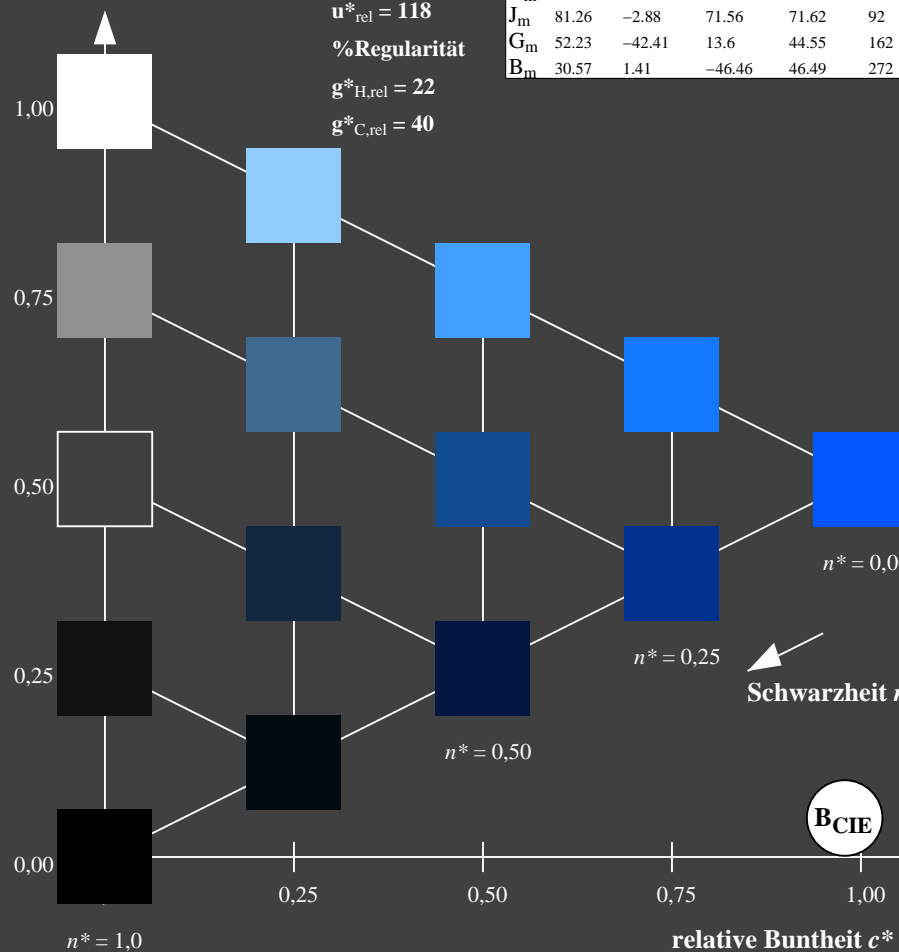 u*rel = 118
%Regularität
g*H,rel = 22
g*C,rel = 40
Jm 81.26 −2.88 71.56 71.62 92
Gm 52.23 −42.41 13.6 44.55 162
Bm 30.57 1.41 −46.46 46.49 272
1,00
0,75
0,50
0,25
0,00
n* = 0,0
n* = 0,25
Schwarzheit
n* = 0,50
BCIE
0,25 0,50 0,75 1,00
n* = 1,0
relative Buntheit c*